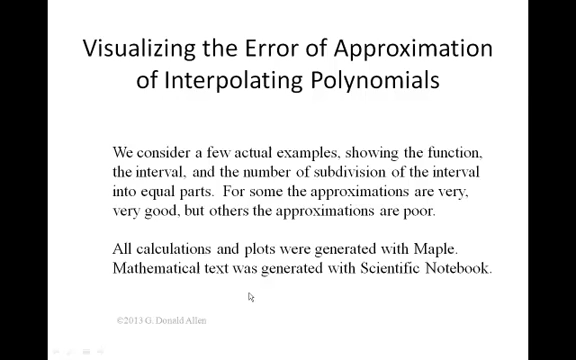 Visualizing the Error of Approximation
of Interpolating Polynomials
We consider a few actual examples, showing the function,
the interval, and the number of subdivision of the interval
into equal parts. For some the approximations are very,
very good, but others the approximations are poor.
All calculations and plots were generated with Maple.
Mathematical text was generated with Scientific Notebook.
©2013 G. Donald Allen